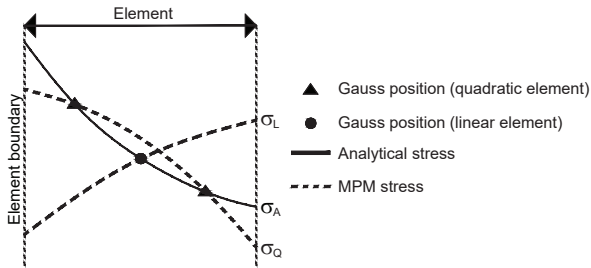 Element
Element boundary
σL
σA
σQ
Gauss position (quadratic element)
Gauss position (linear element)
Analytical stress
MPM stress